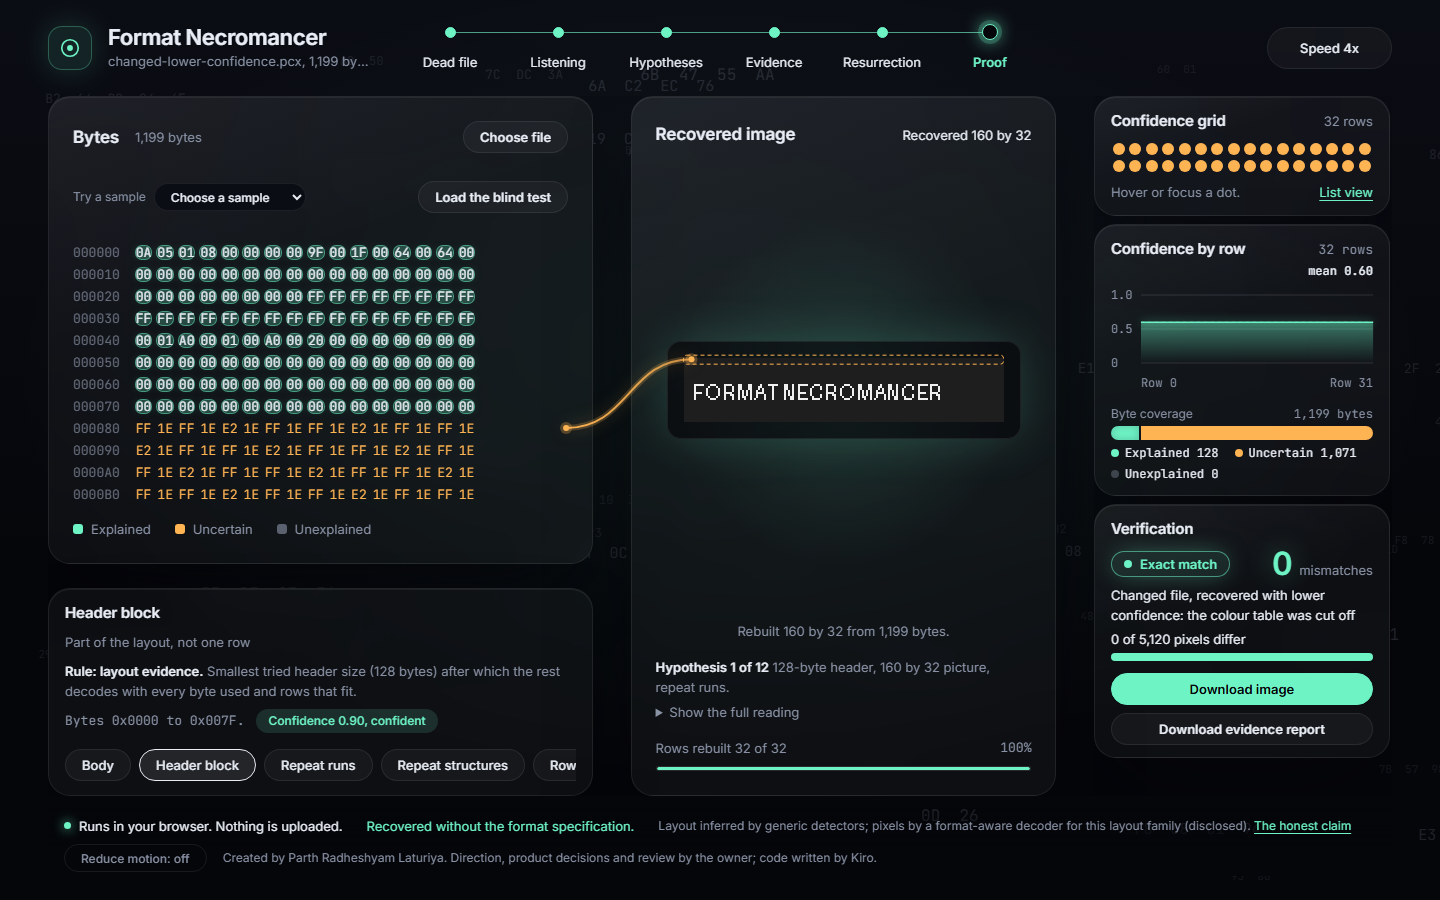 Format Necromancer
changed-lower-confidence.pcx, 1,199 by...
Dead file
Listening
Hypotheses
Evidence
Resurrection
Proof
Speed 4x
Bytes 1,199 bytes
Choose file
Try a sample Choose a sample
Load the blind test
000000 0A 05 01 08 00 00 00 00 9F 00 1F 00 64 00 64 00
000010 00 00 00 00 00 00 00 00 00 00 00 00 00 00 00 00
000020 00 00 00 00 00 00 00 00 FF FF FF FF FF FF FF FF
000030 FF FF FF FF FF FF FF FF FF FF FF FF FF FF FF FF
000040 00 01 A0 00 01 00 A0 00 20 00 00 00 00 00 00 00
000050 00 00 00 00 00 00 00 00 00 00 00 00 00 00 00 00
000060 00 00 00 00 00 00 00 00 00 00 00 00 00 00 00 00
000070 00 00 00 00 00 00 00 00 00 00 00 00 00 00 00 00
000080 FF 1E FF 1E E2 1E FF 1E FF 1E E2 1E FF 1E FF 1E
000090 E2 1E FF 1E FF 1E E2 1E FF 1E FF 1E E2 1E FF 1E
0000A0 FF 1E E2 1E FF 1E FF 1E E2 1E FF 1E FF 1E E2 1E
0000B0 FF 1E FF 1E E2 1E FF 1E FF 1E E2 1E FF 1E FF 1E
Explained Uncertain Unexplained
Header block
Part of the layout, not one row
Rule: layout evidence. Smallest tried header size (128 bytes) after which the rest
decodes with every byte used and rows that fit.
Bytes 0x0000 to 0x007F. Confidence 0.90, confident
Body
Header block
Repeat runs
Repeat structures
Row
Recovered image
Recovered 160 by 32
FORMAT NECROMANCER
Rebuilt 160 by 32 from 1,199 bytes.
Hypothesis 1 of 12 128-byte header, 160 by 32 picture,
repeat runs.
Show the full reading
Rows rebuilt 32 of 32 100%
Confidence grid 32 rows
Hover or focus a dot. List view
Confidence by row 32 rows
mean 0.60
1.0
0.5
0
Row 0 Row 31
Byte coverage 1,199 bytes
Explained 128 Uncertain 1,071
Unexplained 0
Verification
Exact match 0 mismatches
Changed file, recovered with lower
confidence: the colour table was cut off
0 of 5,120 pixels differ
Download image
Download evidence report
Runs in your browser. Nothing is uploaded. Recovered without the format specification. Layout inferred by generic detectors; pixels by a format-aware decoder for this layout family (disclosed). The honest claim
Reduce motion: off Created by Parth Radheshyam Laturiya. Direction, product decisions and review by the owner; code written by Kiro.